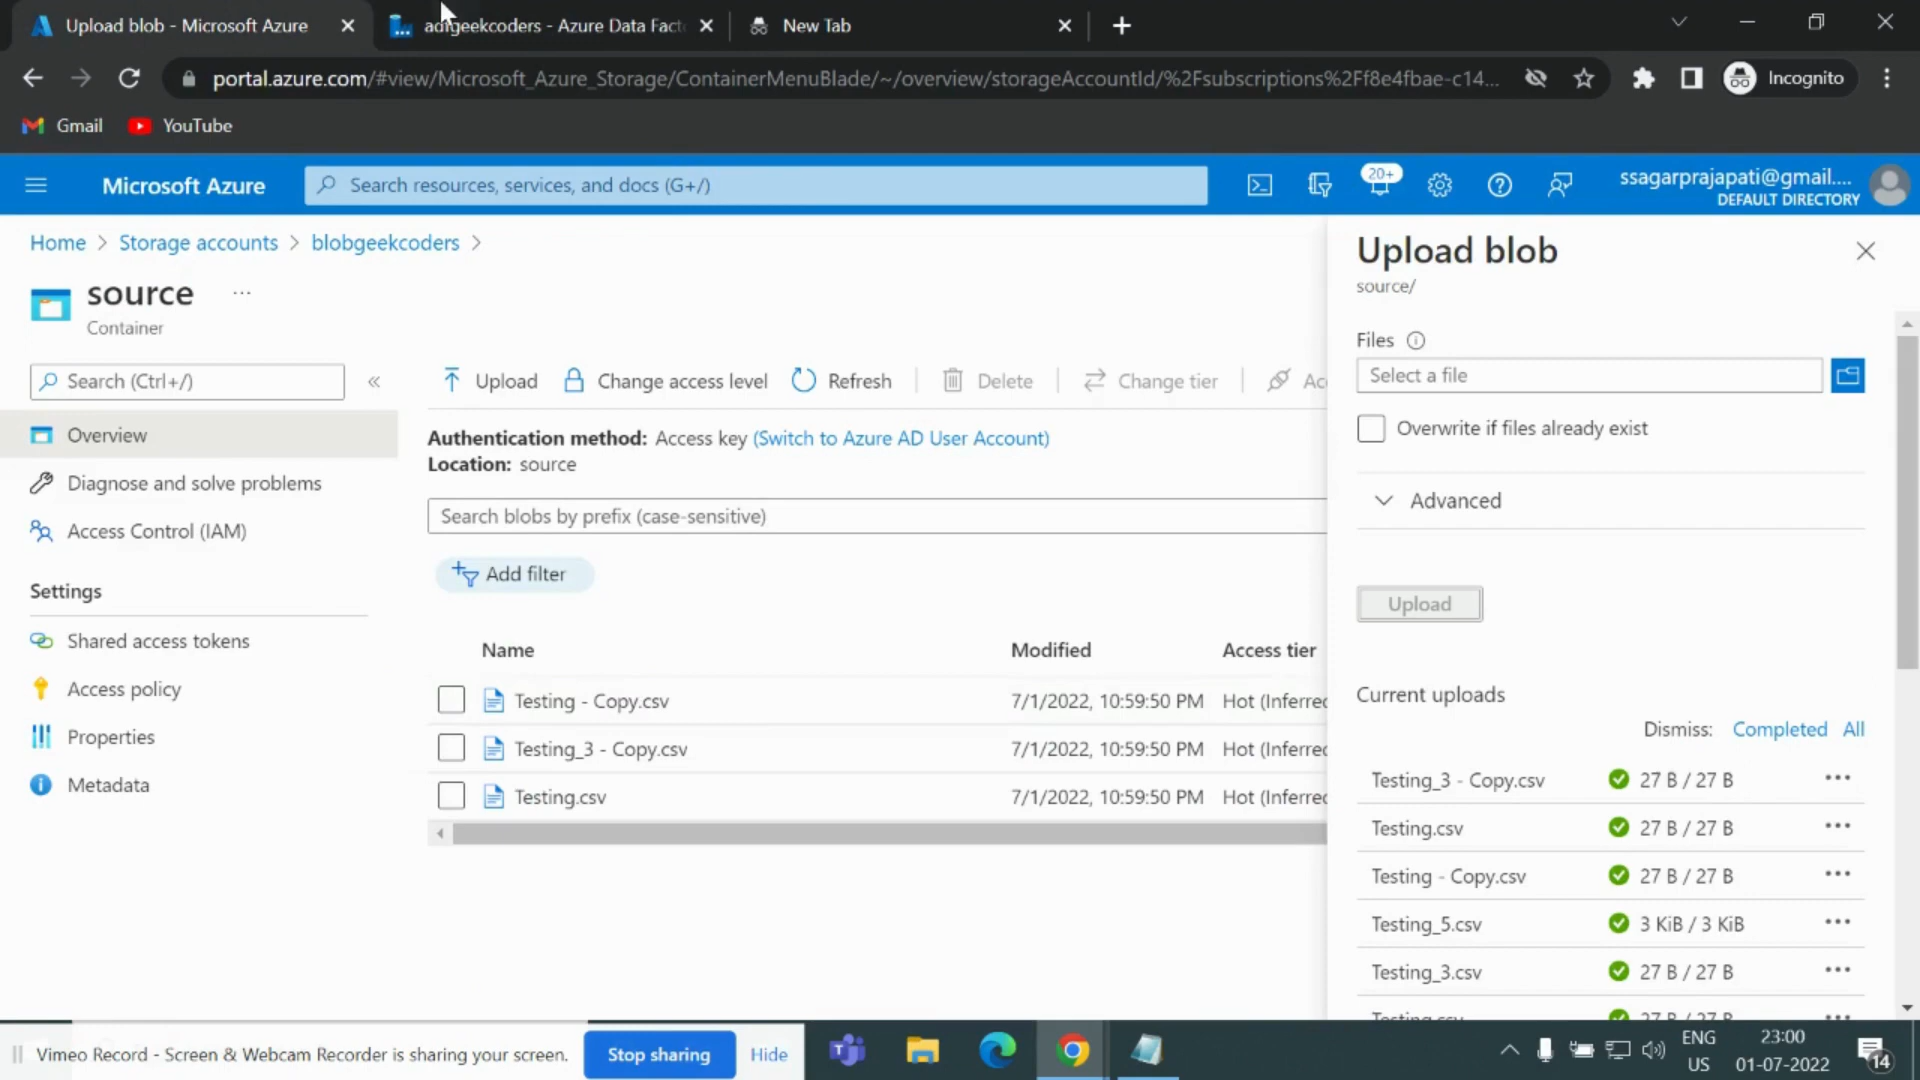 Upload blob - Microsoft Azure
adfgeekcoders - Azure Data Fact
New Tab
portal.azure.com/#view/Microsoft_Azure_Storage/ContainerMenuBlade/~/overview/storageAccountId/%2Fsubscriptions%2Ff8e4fbae-c14...
Incognito
Gmail
YouTube
Microsoft Azure
Search resources, services, and docs (G+/)
20+
ssagarprajapati@gmail....
DEFAULT DIRECTORY
Home > Storage accounts > blobgeekcoders >
source
...
Container
Search (Ctrl+/)
«
Overview
Diagnose and solve problems
Access Control (IAM)
Settings
Shared access tokens
Access policy
Properties
Metadata
Upload
Change access level
Refresh
Delete
Change tier
Ac
Authentication method: Access key (Switch to Azure AD User Account)
Location: source
Search blobs by prefix (case-sensitive)
Add filter
Name Modified Access tier
Testing - Copy.csv 7/1/2022, 10:59:50 PM Hot (Inferred
Testing_3 - Copy.csv 7/1/2022, 10:59:50 PM Hot (Inferred
Testing.csv 7/1/2022, 10:59:50 PM Hot (Inferred
Upload blob
source/
Files
Select a file
Overwrite if files already exist
Advanced
Upload
Current uploads
Dismiss: Completed All
Testing_3 - Copy.csv 27 B / 27 B ...
Testing.csv 27 B / 27 B ...
Testing - Copy.csv 27 B / 27 B ...
Testing_5.csv 3 KiB / 3 KiB ...
Testing_3.csv 27 B / 27 B ...
Vimeo Record - Screen & Webcam Recorder is sharing your screen.
Stop sharing
Hide
ENG
US
23:00
01-07-2022
14